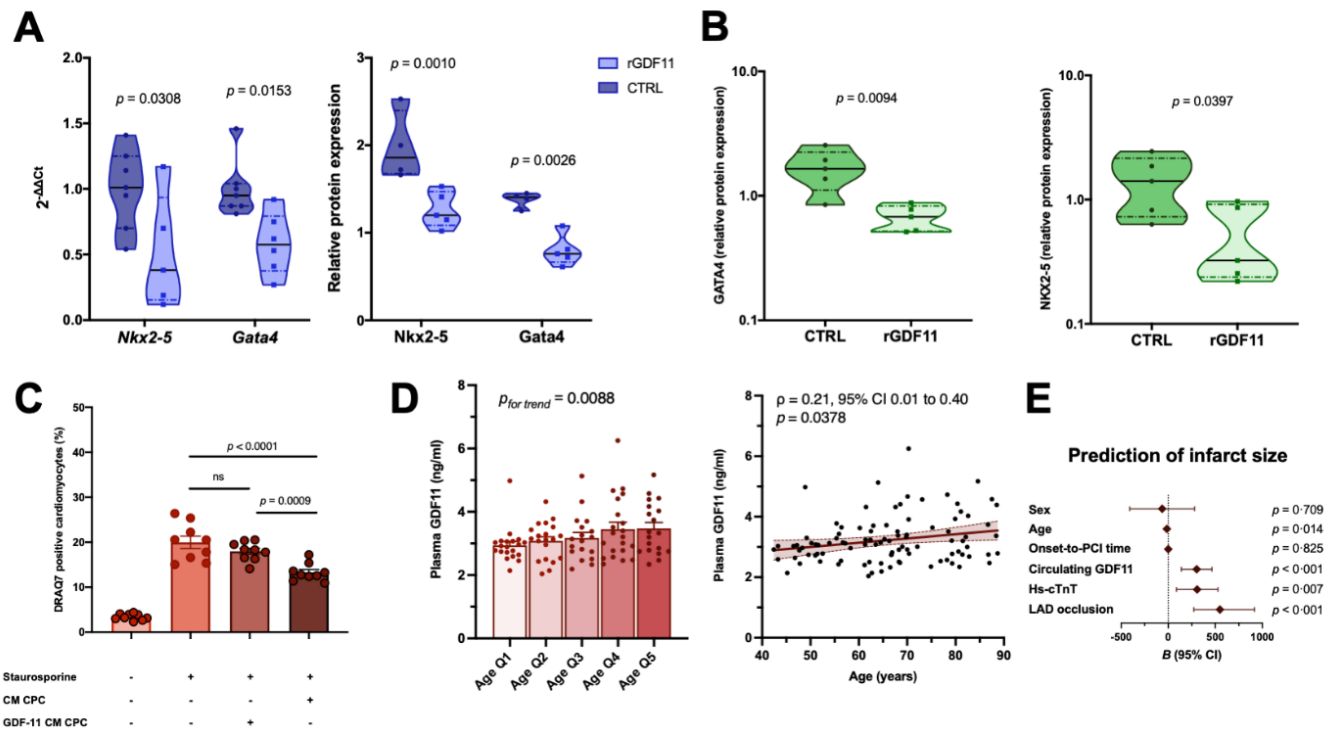 A
2-ΔΔCt
2.0
1.5
1.0
0.5
0.0
p = 0.0308
p = 0.0153
Nkx2-5
Gata4
Relative protein expression
3
2
1
0
p = 0.0010
p = 0.0026
Nkx2-5
Gata4
rGDF11
CTRL
B
GATA4 (relative protein expression)
10.0
1.0
0.1
p = 0.0094
CTRL
rGDF11
NKX2-5 (relative protein expression)
10.0
1.0
0.1
p = 0.0397
CTRL
rGDF11
C
DRAQ7 positive cardiomyocytes (%)
50
40
30
20
10
0
p < 0.0001
ns
p = 0.0009
Staurosporine - + + +
CM CPC - - - +
GDF-11 CM CPC - - + -
D
Plasma GDF11 (ng/ml)
8
6
4
2
0
pfor trend = 0.0088
Age Q1
Age Q2
Age Q3
Age Q4
Age Q5
Plasma GDF11 (ng/ml)
8
6
4
2
0
ρ = 0.21, 95% CI 0.01 to 0.40
p = 0.0378
40 50 60 70 80 90
Age (years)
E
Prediction of infarct size
Sex p = 0·709
Age p = 0·014
Onset-to-PCI time p = 0·825
Circulating GDF11 p < 0·001
Hs-cTnT p = 0·007
LAD occlusion p < 0·001
-500 0 500 1000
B (95% CI)